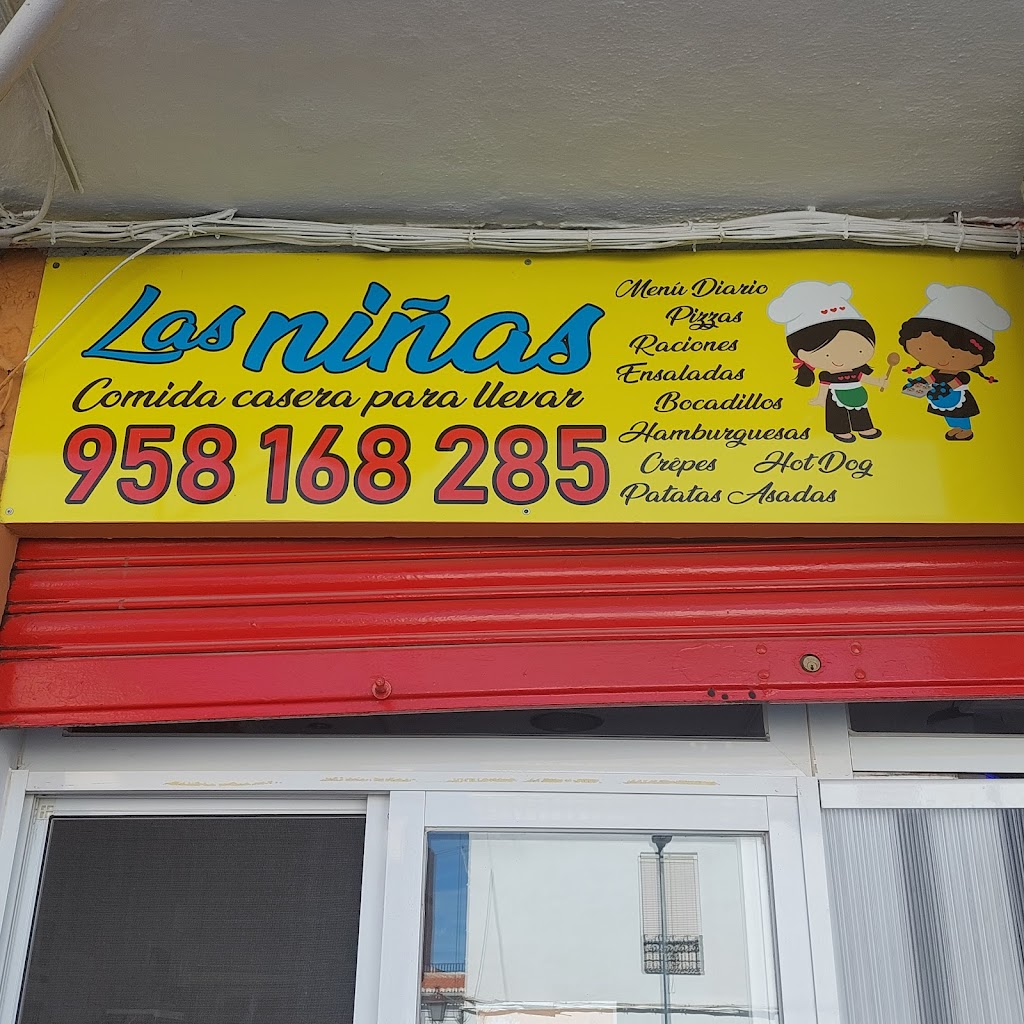 Las niñas
Comida casera para llevar
958 168 285
Menú Diario
Pizzas
Raciones
Ensaladas
Bocadillos
Hamburguesas
Crêpes Hot Dog
Patatas Asadas